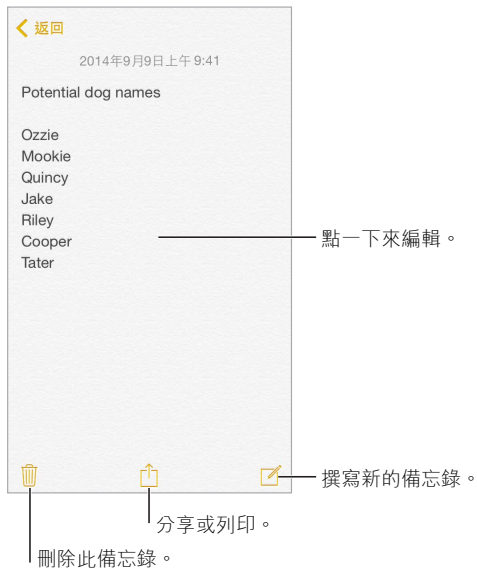 返回
2014年9月9日上午 9:41
Potential dog names
Ozzie
Mookie
Quincy
Jake
Riley
Cooper
Tater
點一下來編輯。
撰寫新的備忘錄。
分享或列印。
刪除此備忘錄。